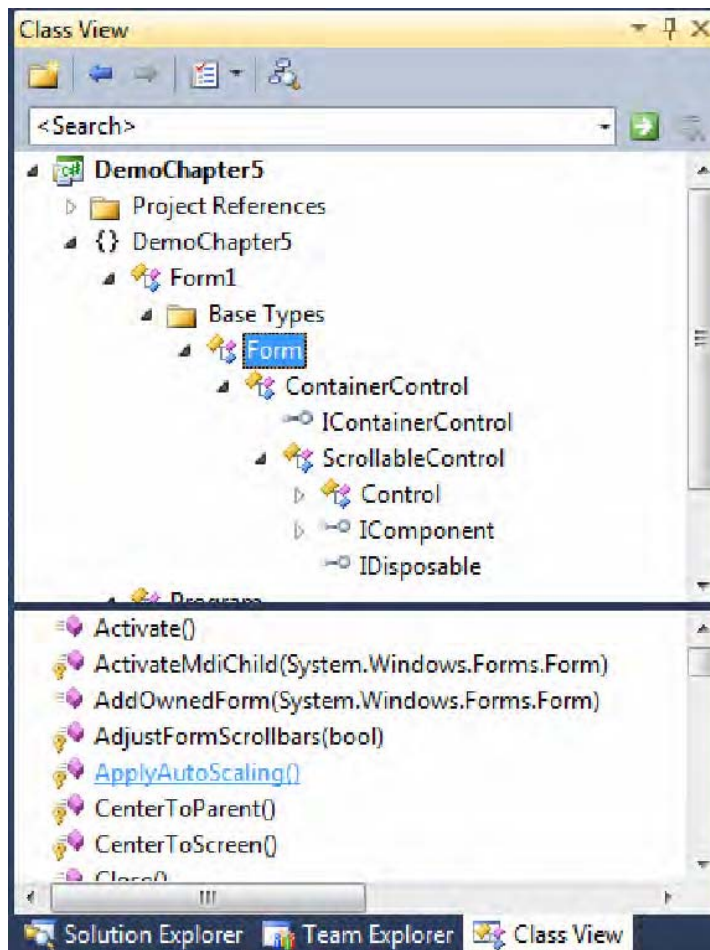 Class View
<Search>
DemoChapter5
Project References
{} DemoChapter5
Form1
Base Types
Form
ContainerControl
IContainerControl
ScrollableControl
Control
IComponent
IDisposable
Program
Activate()
ActivateMdiChild(System.Windows.Forms.Form)
AddOwnedForm(System.Windows.Forms.Form)
AdjustFormScrollbars(bool)
ApplyAutoScaling()
CenterToParent()
CenterToScreen()
Close()
Solution Explorer Team Explorer Class View